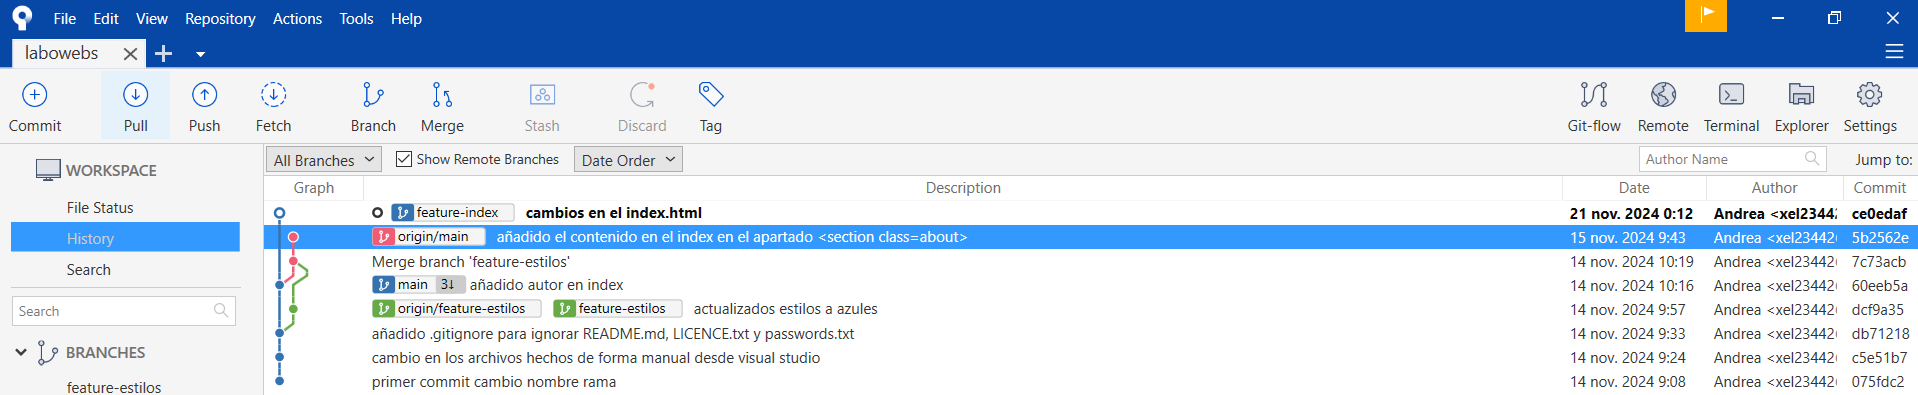 File Edit View Repository Actions Tools Help
labowebs
Commit Pull Push Fetch Branch Merge Stash Discard Tag Git-flow Remote Terminal Explorer Settings
WORKSPACE
File Status
History
Search
Search
BRANCHES
feature-estilos
All Branches Show Remote Branches Date Order Author Name Jump to:
Graph Description Date Author Commit
feature-index cambios en el index.html 21 nov. 2024 0:12 Andrea <xel2344 ce0edaf
origin/main añadido el contenido en el index en el apartado <section class=about> 15 nov. 2024 9:43 Andrea <xel23442 5b2562e
Merge branch 'feature-estilos' 14 nov. 2024 10:19 Andrea <xel23442 7c73acb
main 3↓ añadido autor en index 14 nov. 2024 10:16 Andrea <xel23442 60eeb5a
origin/feature-estilos feature-estilos actualizados estilos a azules 14 nov. 2024 9:57 Andrea <xel23442 dcf9a35
añadido .gitignore para ignorar README.md, LICENCE.txt y passwords.txt 14 nov. 2024 9:33 Andrea <xel23442 db71218
cambio en los archivos hechos de forma manual desde visual studio 14 nov. 2024 9:24 Andrea <xel23442 c5e51b7
primer commit cambio nombre rama 14 nov. 2024 9:08 Andrea <xel23442 075fdc2